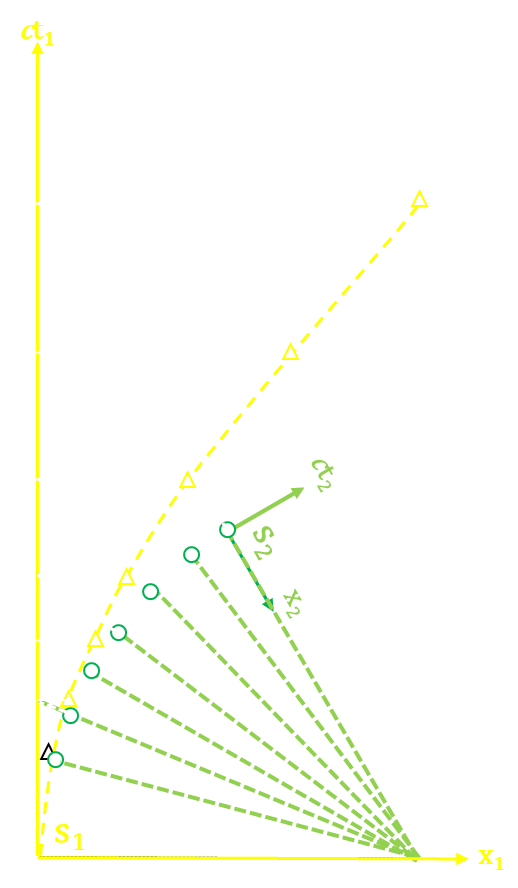 ct₁
ct₂
S₂
x₂
S₁
x₁